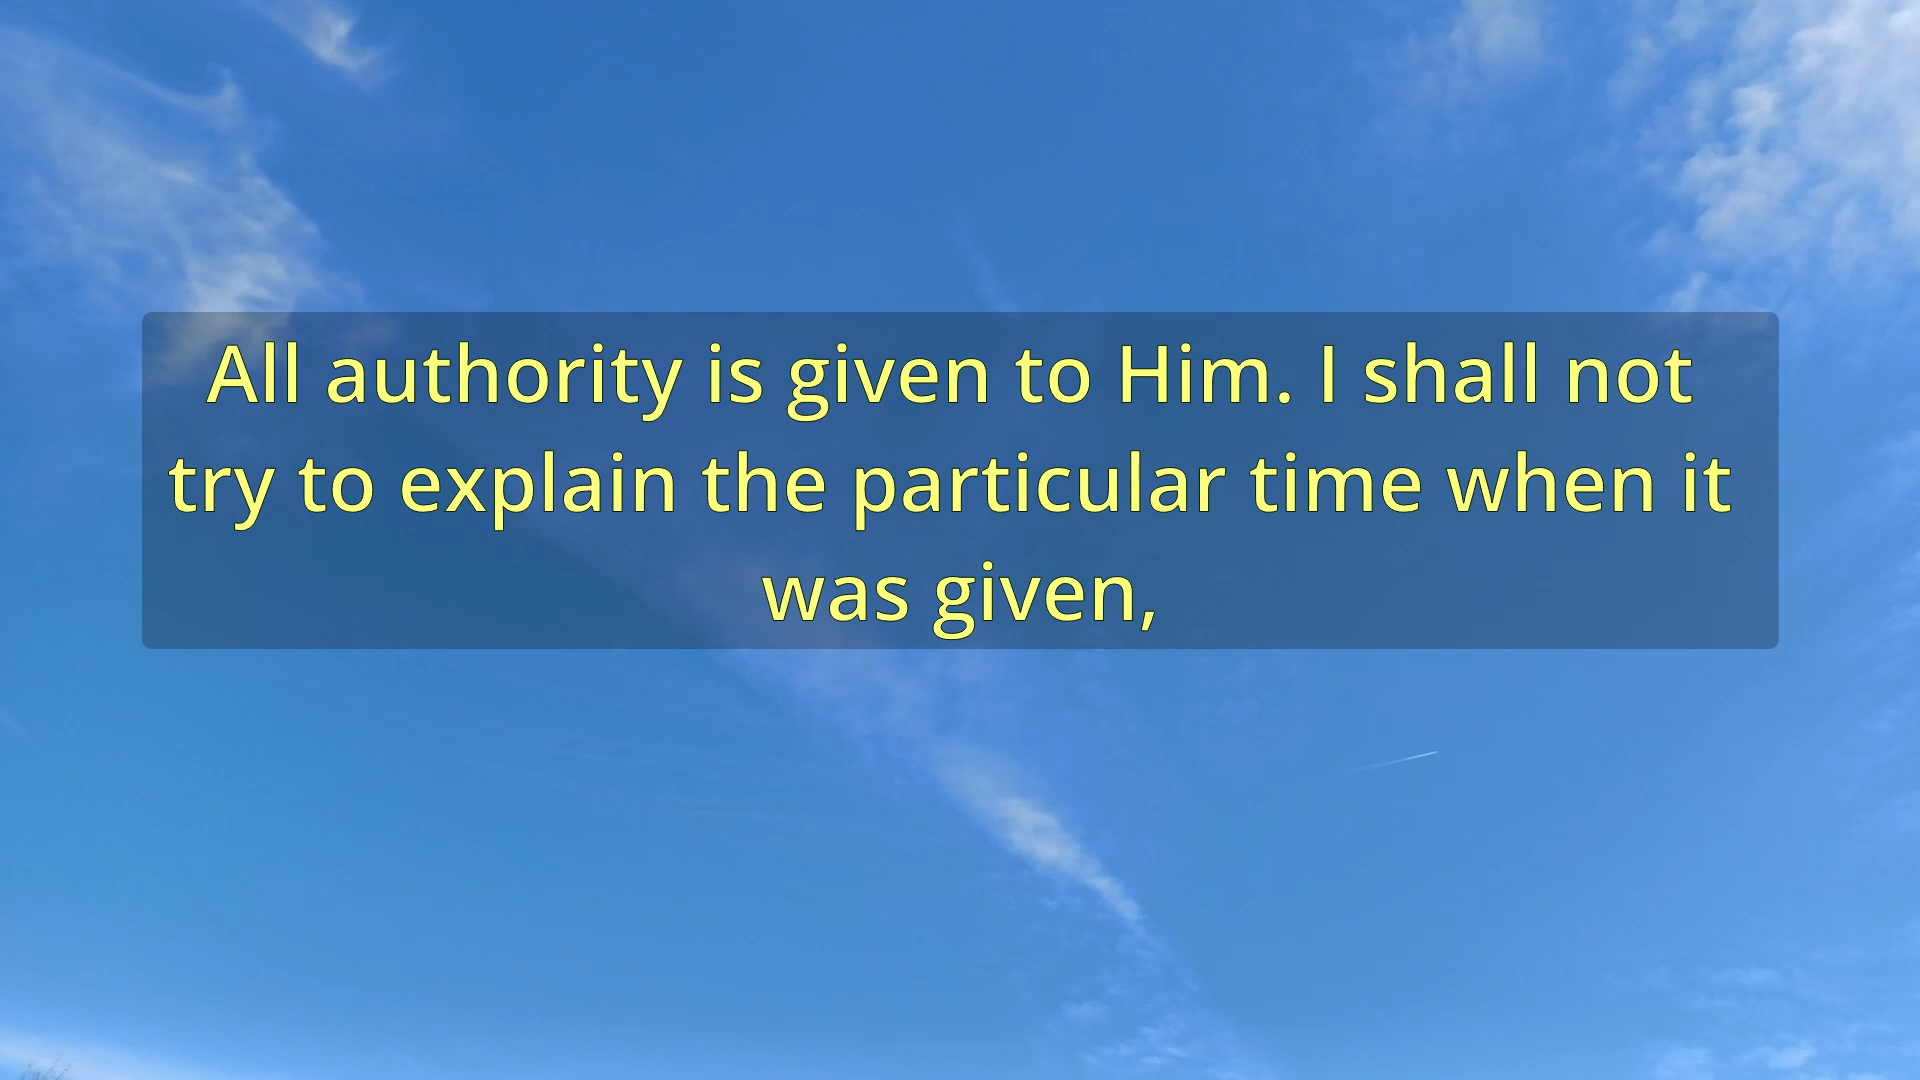 All authority is given to Him. I shall not
try to explain the particular time when it
was given,